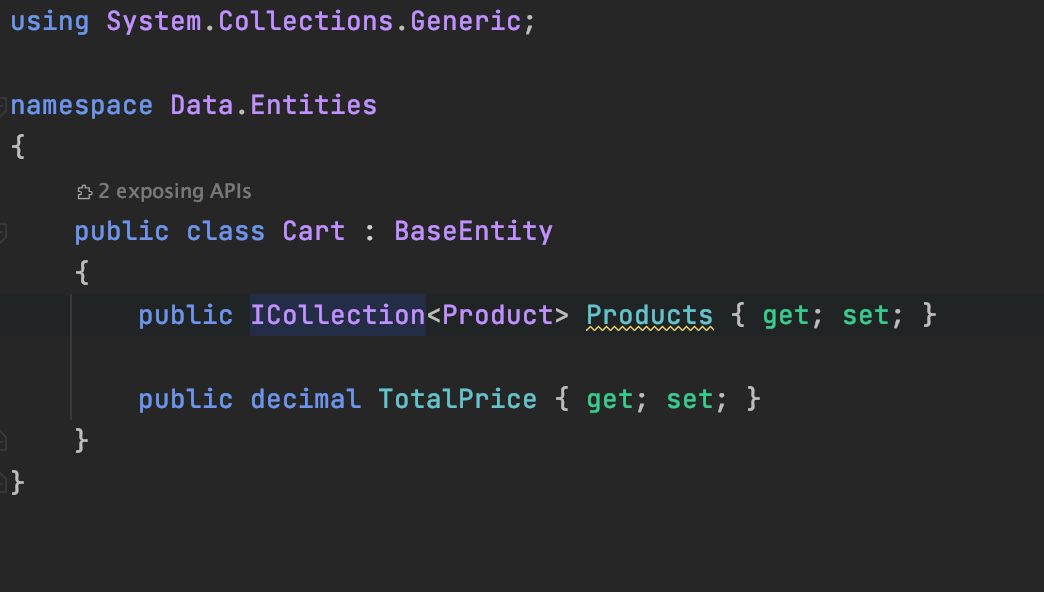 using System.Collections.Generic;
namespace Data.Entities
{
2 exposing APIs
public class Cart : BaseEntity
{
public ICollection<Product> Products { get; set; }
public decimal TotalPrice { get; set; }
}
}